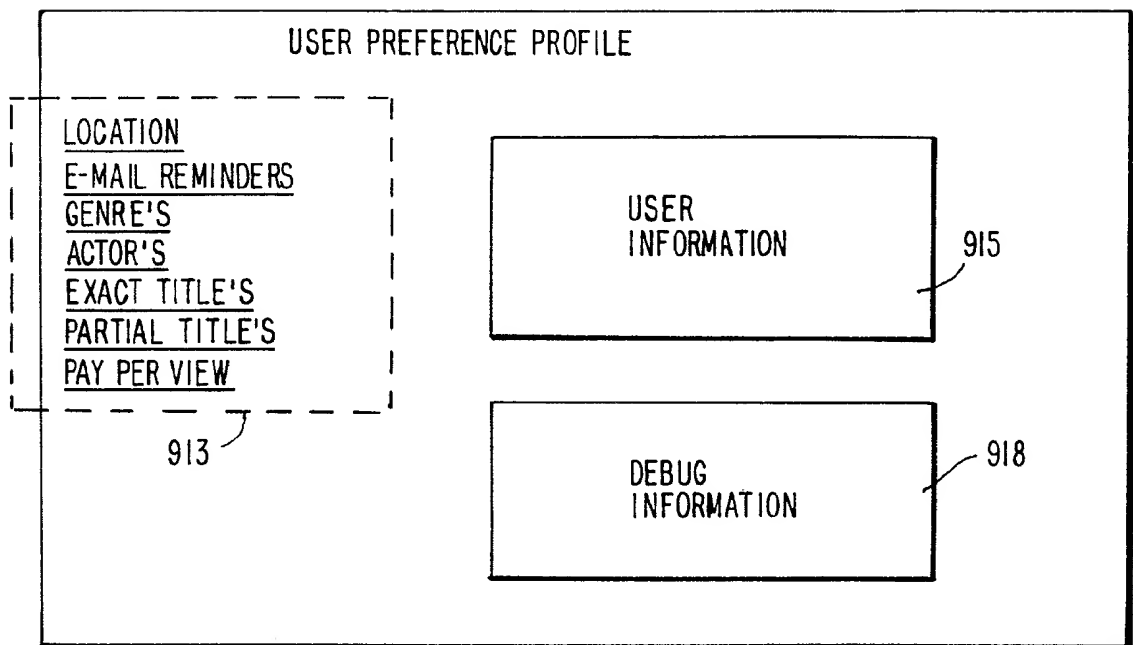 USER PREFERENCE PROFILE
LOCATION
E-MAIL REMINDERS
GENRE'S
ACTOR'S
EXACT TITLE'S
PARTIAL TITLE'S
PAY PER VIEW
913
USER
INFORMATION
915
DEBUG
INFORMATION
918